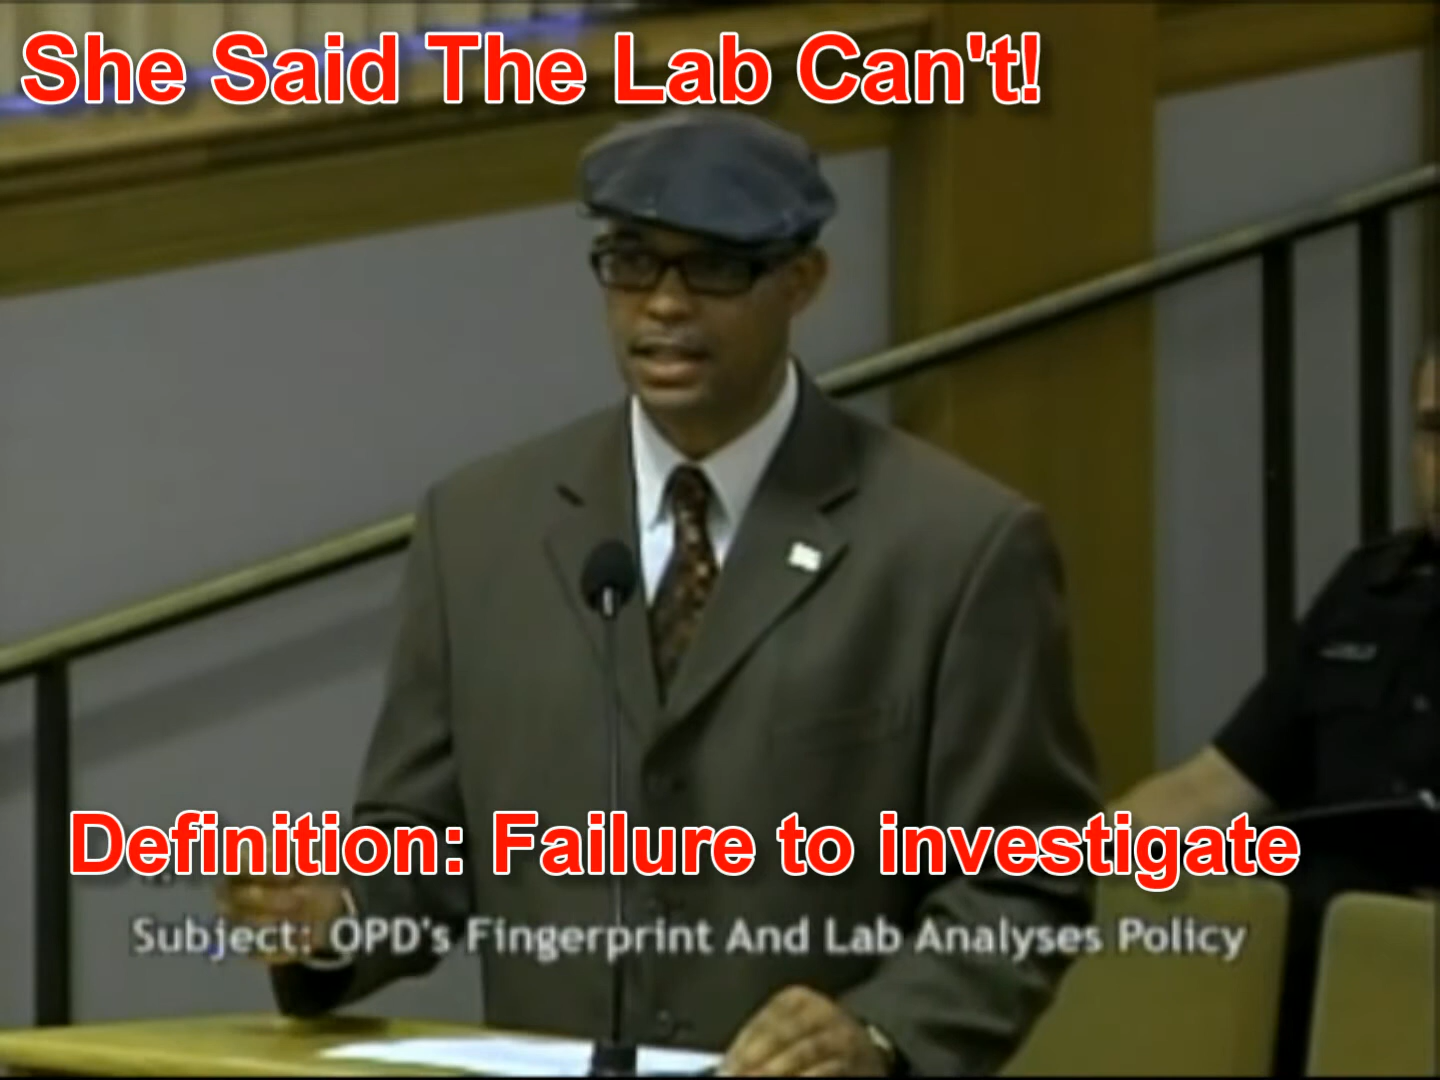 She Said The Lab Can't!
Definition: Failure to investigate
Subject: OPD's Fingerprint And Lab Analyses Policy